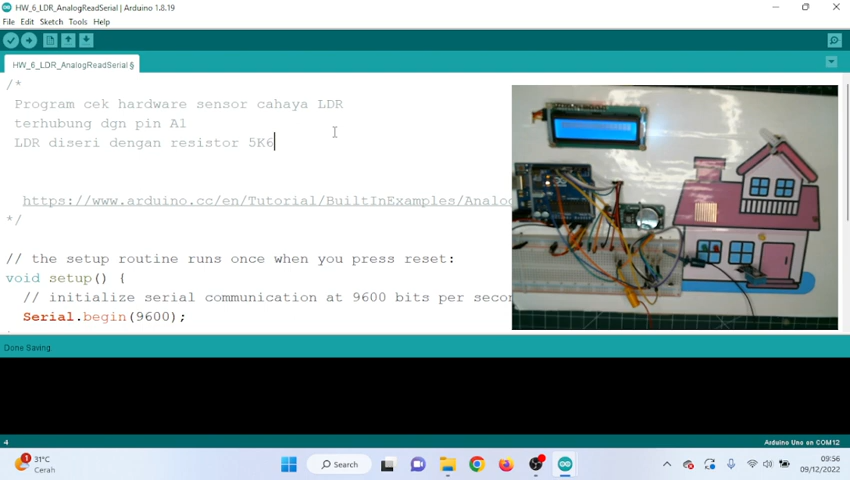 HW_6_LDR_AnalogReadSerial | Arduino 1.8.19
File Edit Sketch Tools Help
HW_6_LDR_AnalogReadSerial §
/*
Program cek hardware sensor cahaya LDR
terhubung dgn pin A1
LDR diseri dengan resistor 5K6
https://www.arduino.cc/en/Tutorial/BuiltInExamples/Analo
*/
// the setup routine runs once when you press reset:
void setup() {
// initialize serial communication at 9600 bits per secon
Serial.begin(9600);
Done Saving.
4
Arduino Uno on COM12
1
31°C
Cerah
Search
09:56
09/12/2022